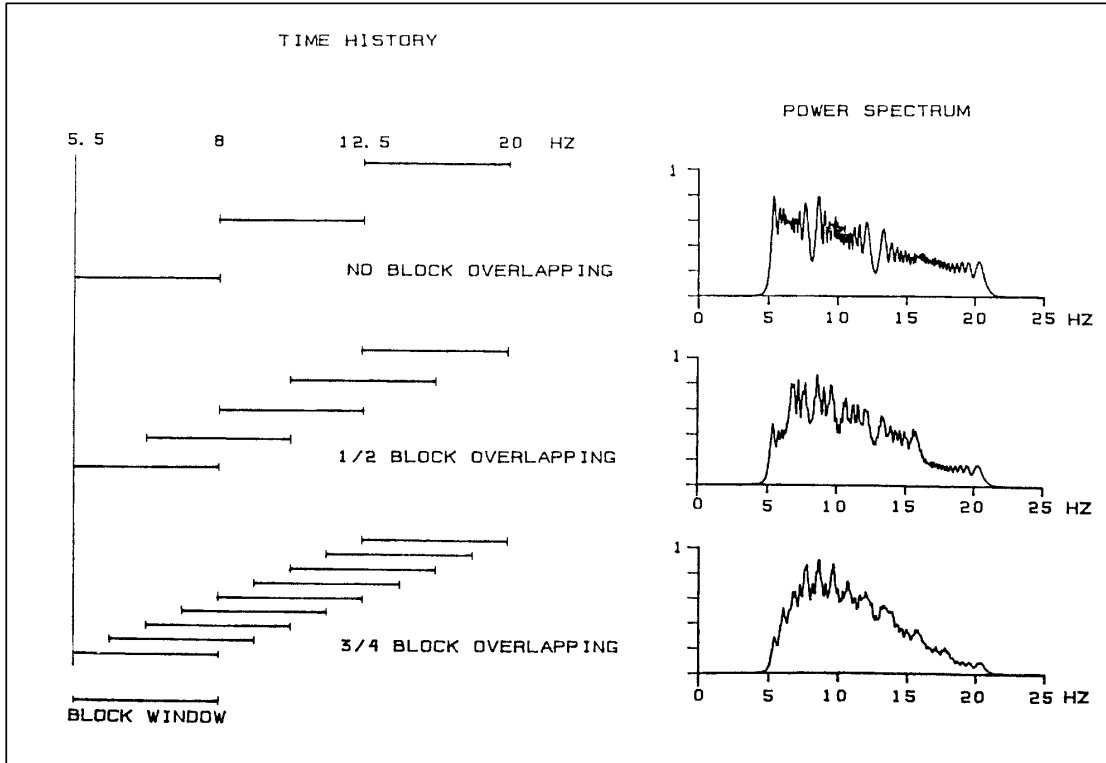 TIME HISTORY
POWER SPECTRUM
5.5 8 12.5 20 HZ
NO BLOCK OVERLAPPING
1/2 BLOCK OVERLAPPING
3/4 BLOCK OVERLAPPING
BLOCK WINDOW
1
0 5 10 15 20 25 HZ
1
0 5 10 15 20 25 HZ
1
0 5 10 15 20 25 HZ